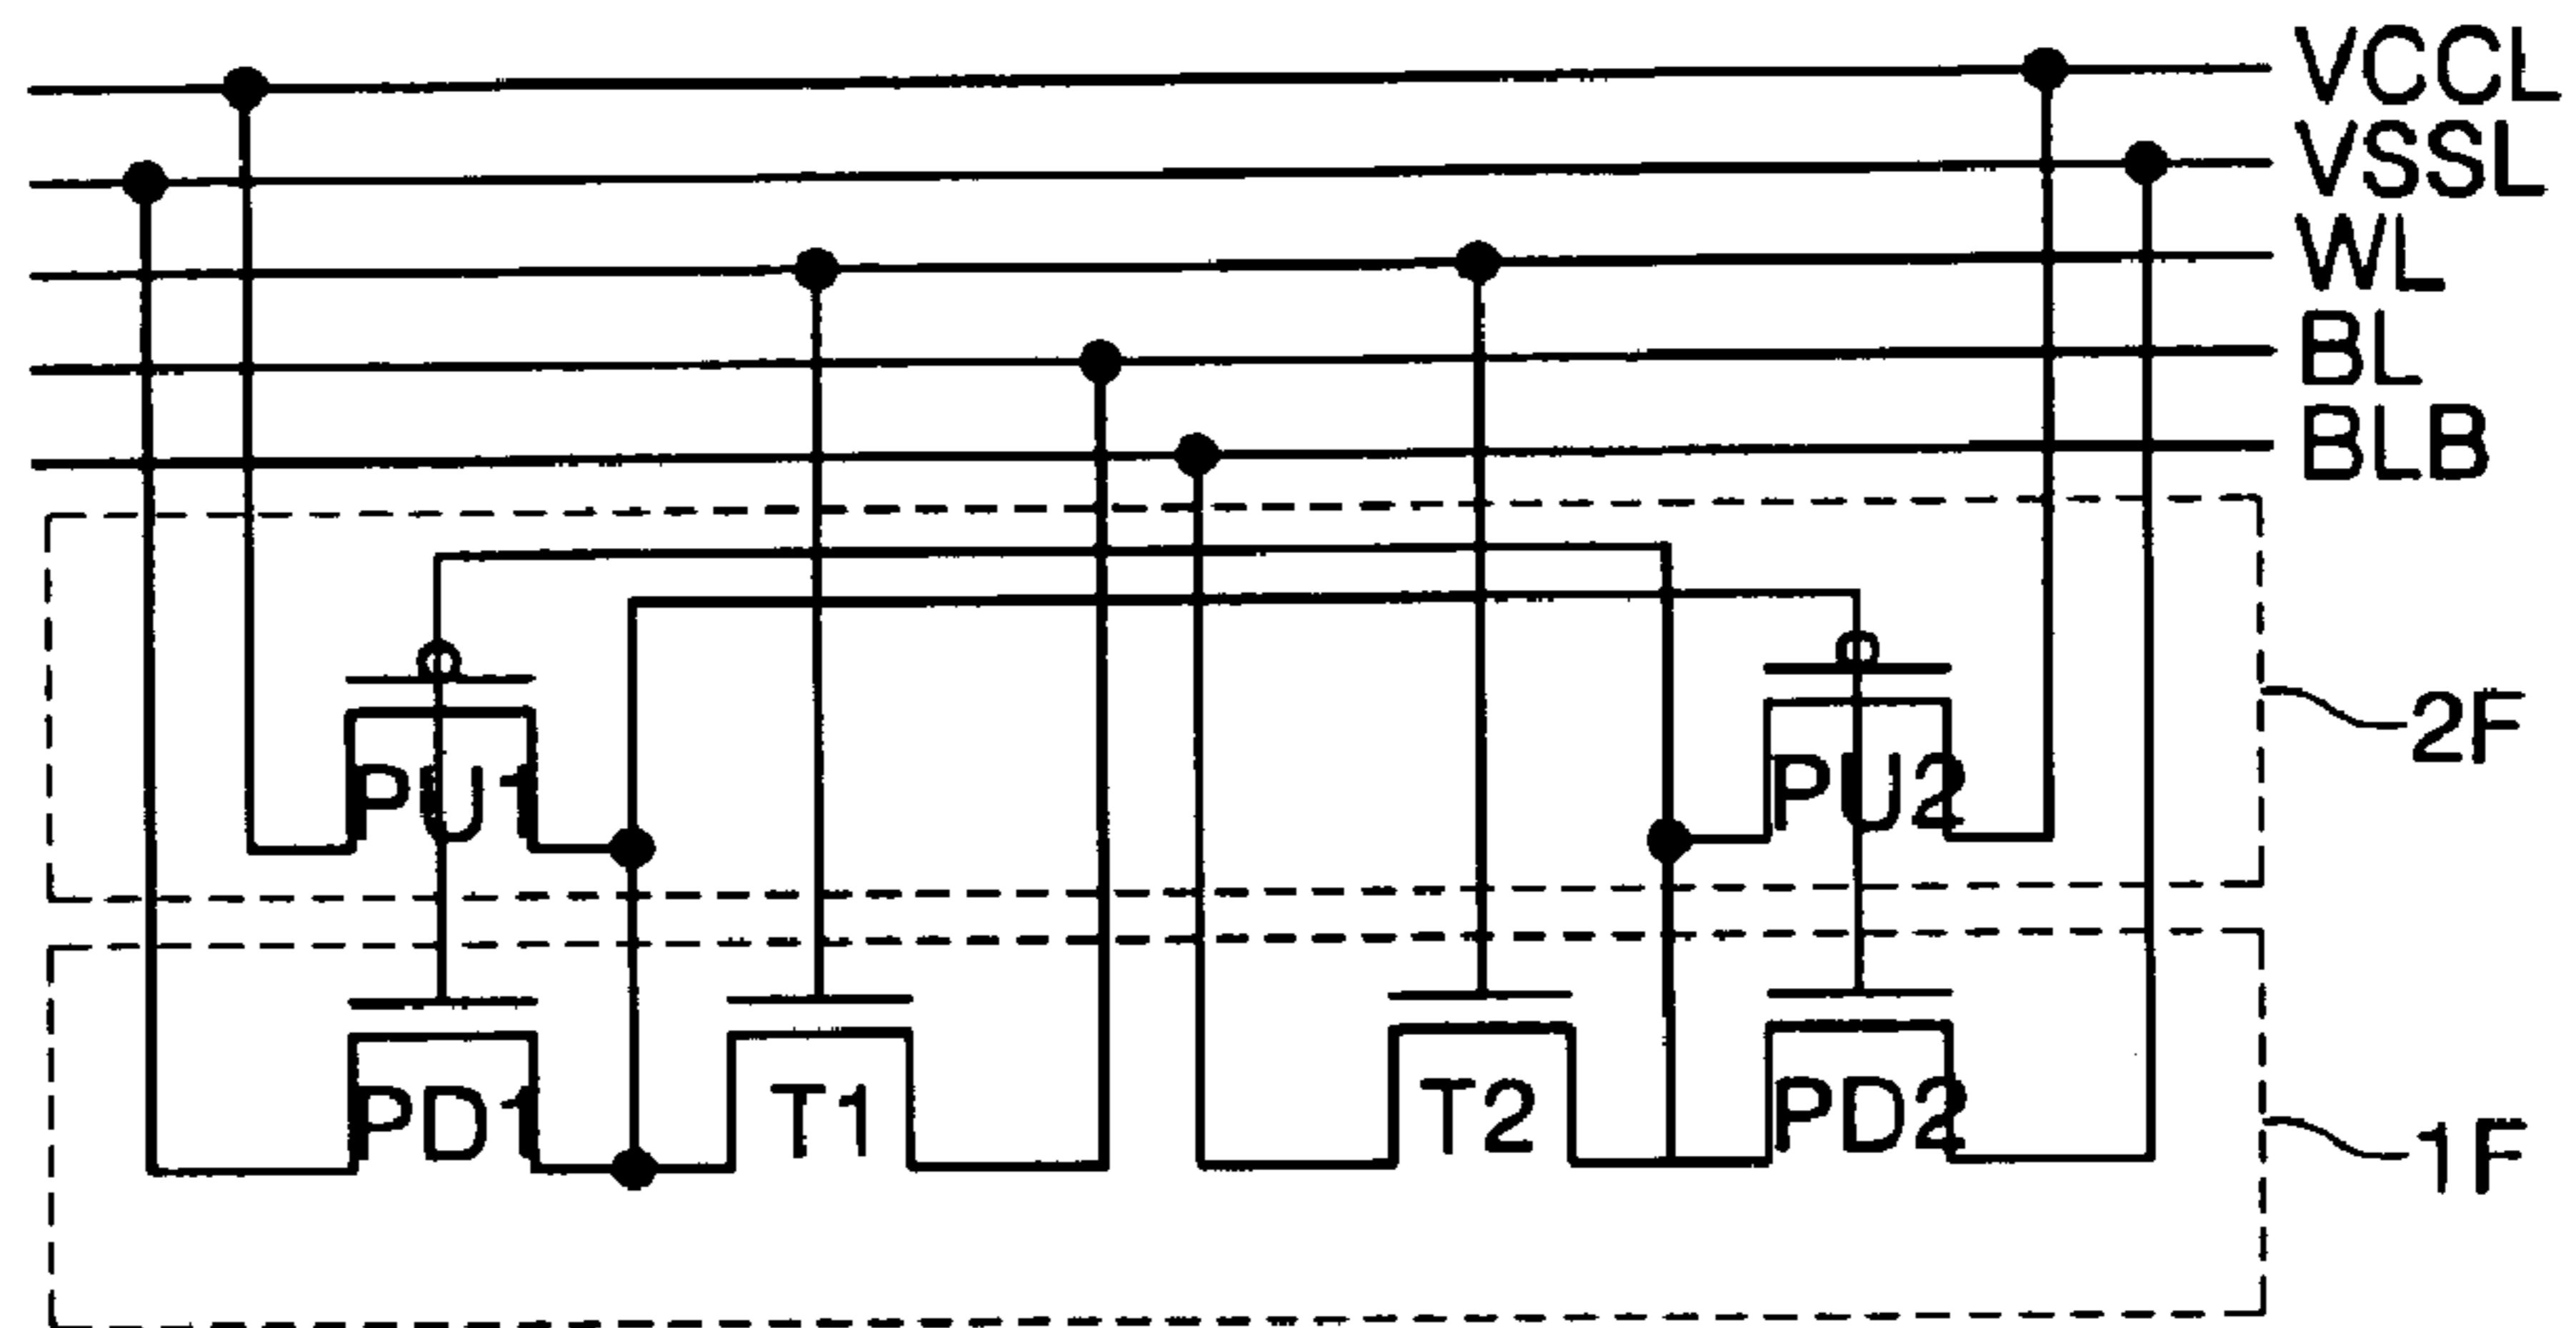 VCCL
VSSL
WL
BL
BLB
PU1
PU2
2F
PD1
T1
T2
PD2
1F